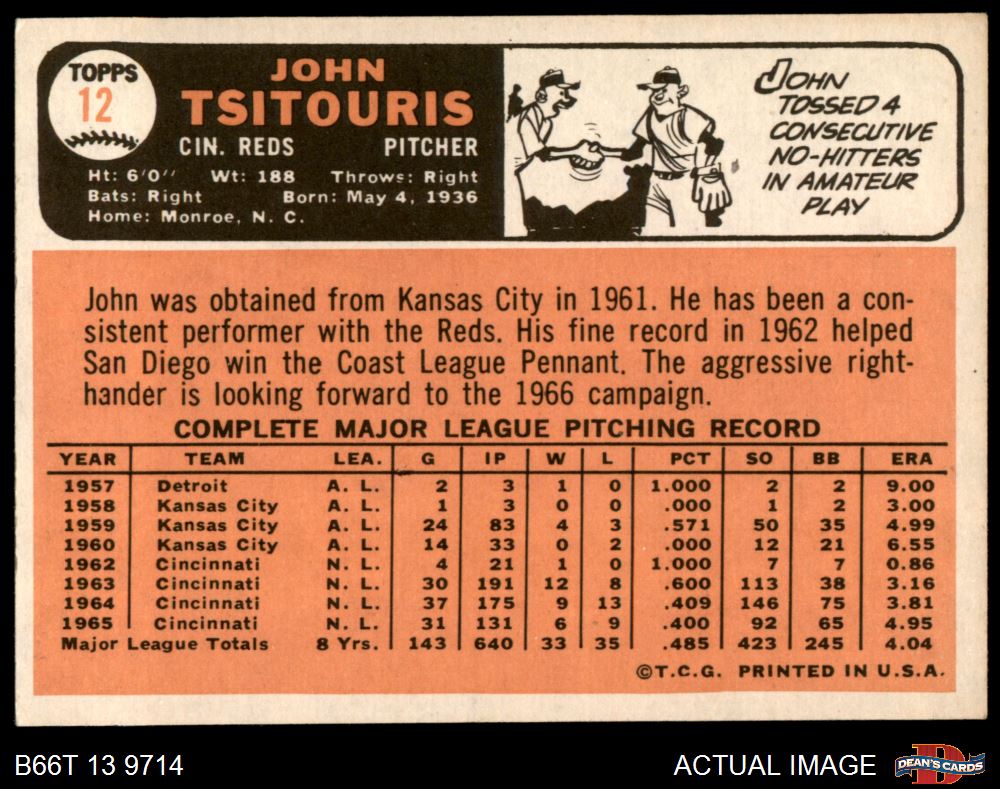 TOPPS
12
JOHN
TSITOURIS
CIN. REDS PITCHER
Ht: 6'0" Wt: 188 Throws: Right
Bats: Right Born: May 4, 1936
Home: Monroe, N. C.
JOHN
TOSSED 4
CONSECUTIVE
NO-HITTERS
IN AMATEUR
PLAY
John was obtained from Kansas City in 1961. He has been a con-
sistent performer with the Reds. His fine record in 1962 helped
San Diego win the Coast League Pennant. The aggressive right-
hander is looking forward to the 1966 campaign.
COMPLETE MAJOR LEAGUE PITCHING RECORD
YEAR TEAM LEA. G IP W L PCT SO BB ERA
1957 Detroit A. L. 2 3 1 0 1.000 2 2 9.00
1958 Kansas City A. L. 1 3 0 0 .000 1 2 3.00
1959 Kansas City A. L. 24 83 4 3 .571 50 35 4.99
1960 Kansas City A. L. 14 33 0 2 .000 12 21 6.55
1962 Cincinnati N. L. 4 21 1 0 1.000 7 7 0.86
1963 Cincinnati N. L. 30 191 12 8 .600 113 38 3.16
1964 Cincinnati N. L. 37 175 9 13 .409 146 75 3.81
1965 Cincinnati N. L. 31 131 6 9 .400 92 65 4.95
Major League Totals 8 Yrs. 143 640 33 35 .485 423 245 4.04
©T.C.G. PRINTED IN U.S.A.
B66T 13 9714 ACTUAL IMAGE DEAN'S CARDS